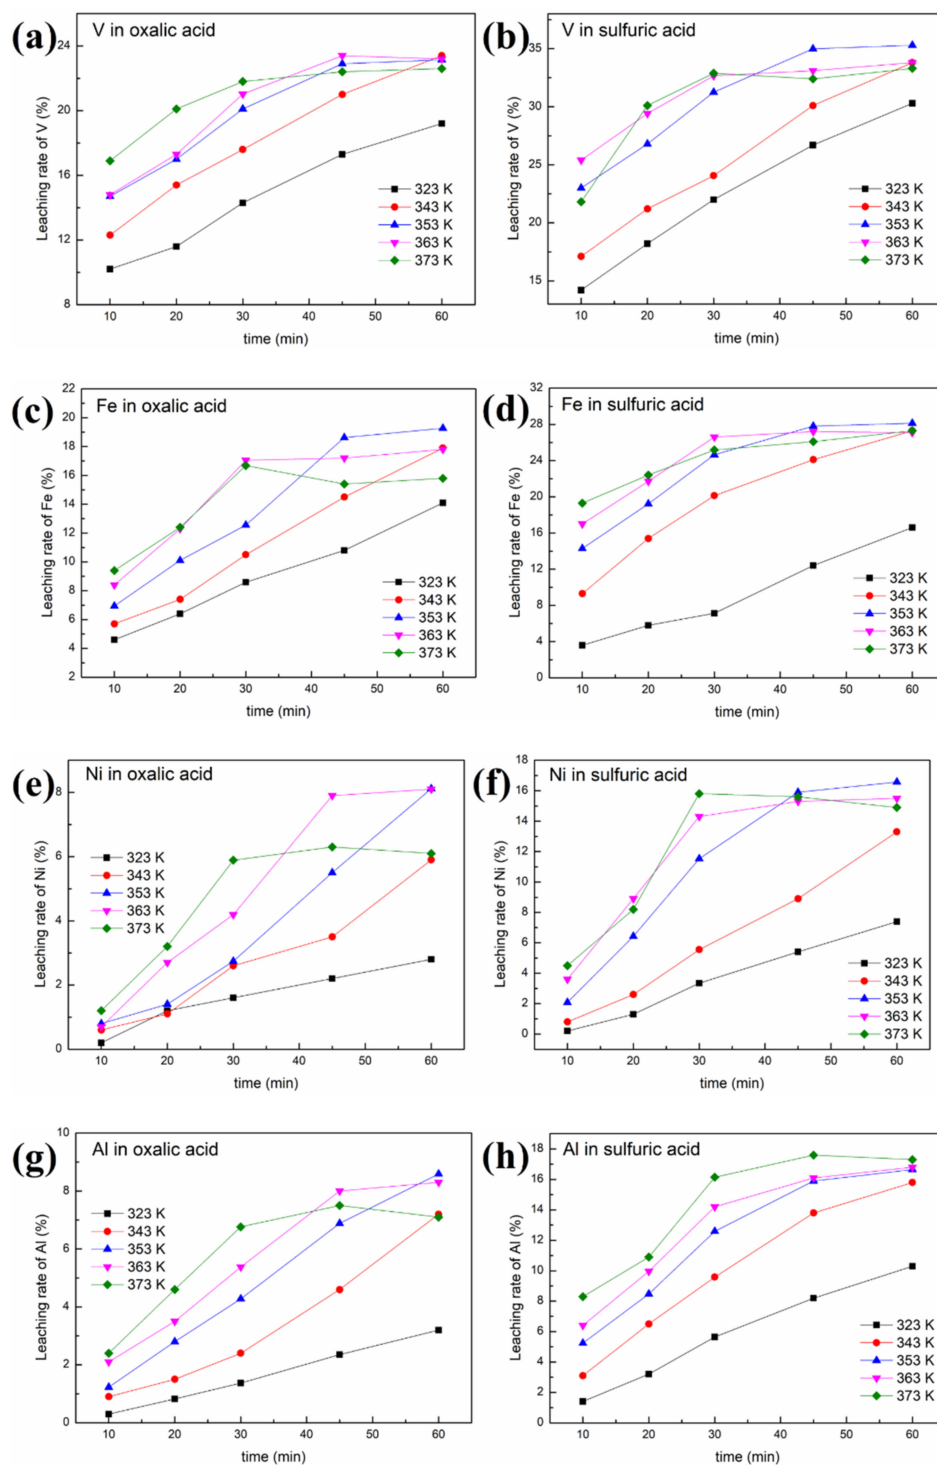 (a)
V in oxalic acid
24
20
16
12
8
Leaching rate of V (%)
323 K
343 K
353 K
363 K
373 K
10 20 30 40 50 60
time (min)
(b)
V in sulfuric acid
35
30
25
20
15
Leaching rate of V (%)
323 K
343 K
353 K
363 K
373 K
10 20 30 40 50 60
time (min)
(c)
Fe in oxalic acid
22
20
18
16
14
12
10
8
6
4
2
Leaching rate of Fe (%)
323 K
343 K
353 K
363 K
373 K
10 20 30 40 50 60
time (min)
(d)
Fe in sulfuric acid
32
28
24
20
16
12
8
4
0
Leaching rate of Fe (%)
323 K
343 K
353 K
363 K
373 K
10 20 30 40 50 60
time (min)
(e)
Ni in oxalic acid
8
6
4
2
0
Leaching rate of Ni (%)
323 K
343 K
353 K
363 K
373 K
10 20 30 40 50 60
time (min)
(f)
Ni in sulfuric acid
18
16
14
12
10
8
6
4
2
0
Leaching rate of Ni (%)
323 K
343 K
353 K
363 K
373 K
10 20 30 40 50 60
time (min)
(g)
Al in oxalic acid
10
8
6
4
2
0
Leaching rate of Al (%)
323 K
343 K
353 K
363 K
373 K
10 20 30 40 50 60
time (min)
(h)
Al in sulfuric acid
18
16
14
12
10
8
6
4
2
0
Leaching rate of Al (%)
323 K
343 K
353 K
363 K
373 K
10 20 30 40 50 60
time (min)